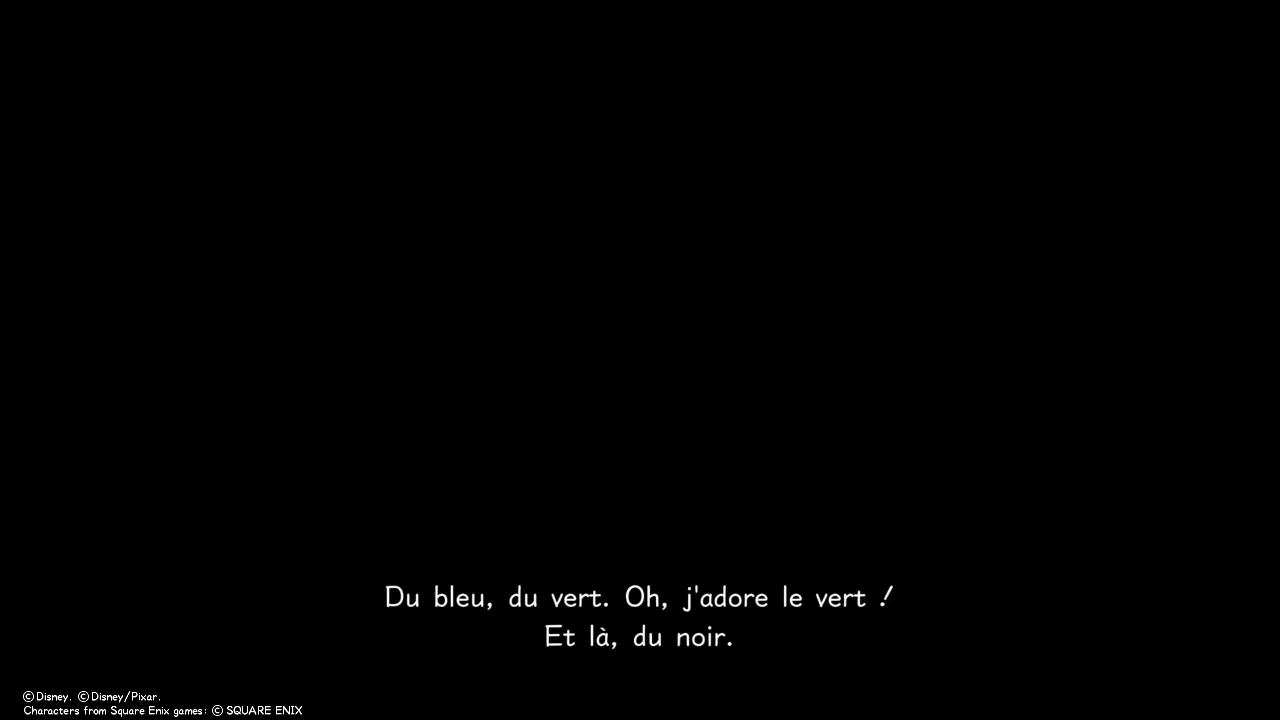 Du bleu, du vert. Oh, j'adore le vert !
Et là, du noir.
©Disney. ©Disney/Pixar.
Characters from Square Enix games: © SQUARE ENIX